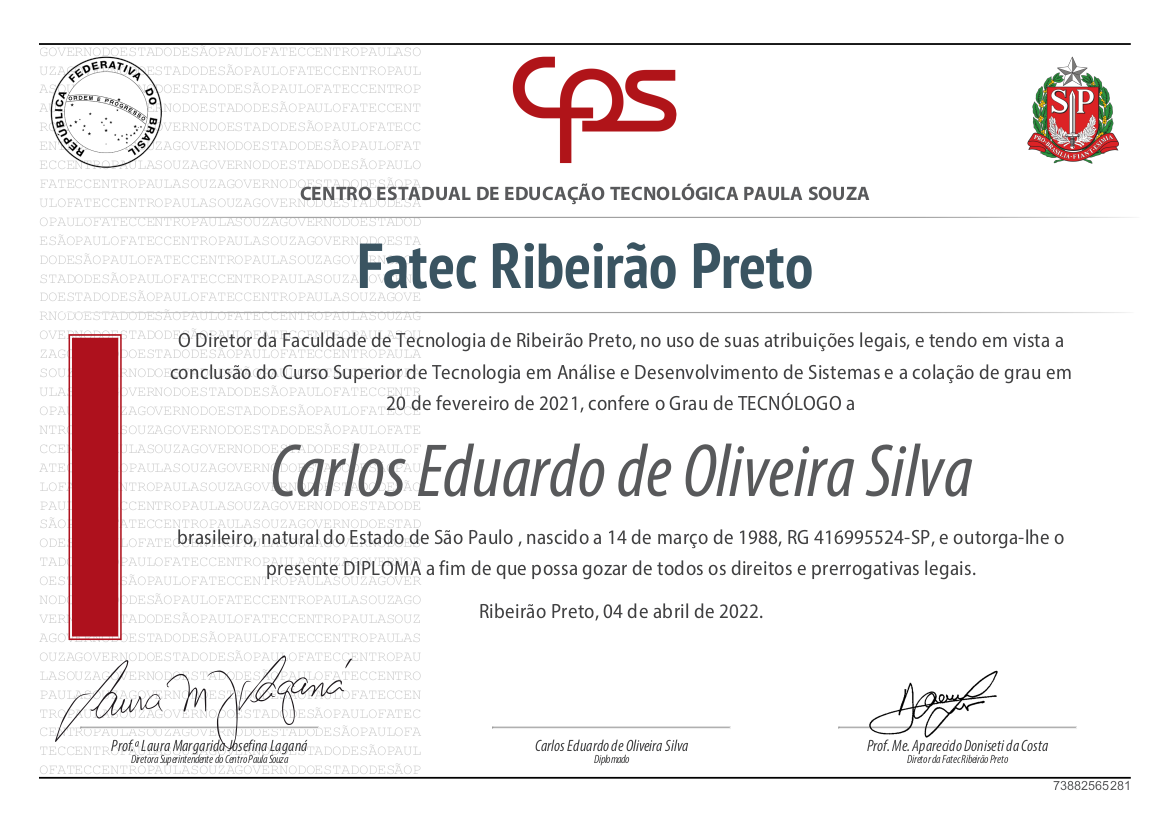 REPÚBLICA FEDERATIVA DO BRASIL
ORDEM E PROGRESSO
cps
SP
PRO·BRASILIA·FIANT·EXIMIA
CENTRO ESTADUAL DE EDUCAÇÃO TECNOLÓGICA PAULA SOUZA
Fatec Ribeirão Preto
O Diretor da Faculdade de Tecnologia de Ribeirão Preto, no uso de suas atribuições legais, e tendo em vista a
conclusão do Curso Superior de Tecnologia em Análise e Desenvolvimento de Sistemas e a colação de grau em
20 de fevereiro de 2021, confere o Grau de TECNÓLOGO a
Carlos Eduardo de Oliveira Silva
brasileiro, natural do Estado de São Paulo , nascido a 14 de março de 1988, RG 416995524-SP, e outorga-lhe o
presente DIPLOMA a fim de que possa gozar de todos os direitos e prerrogativas legais.
Ribeirão Preto, 04 de abril de 2022.
Laura M J Laganá
Prof.ª Laura Margarida Josefina Laganá
Diretora Superintendente do Centro Paula Souza
Carlos Eduardo de Oliveira Silva
Diplomado
Prof. Me. Aparecido Doniseti da Costa
Diretor da Fatec Ribeirão Preto
73882565281